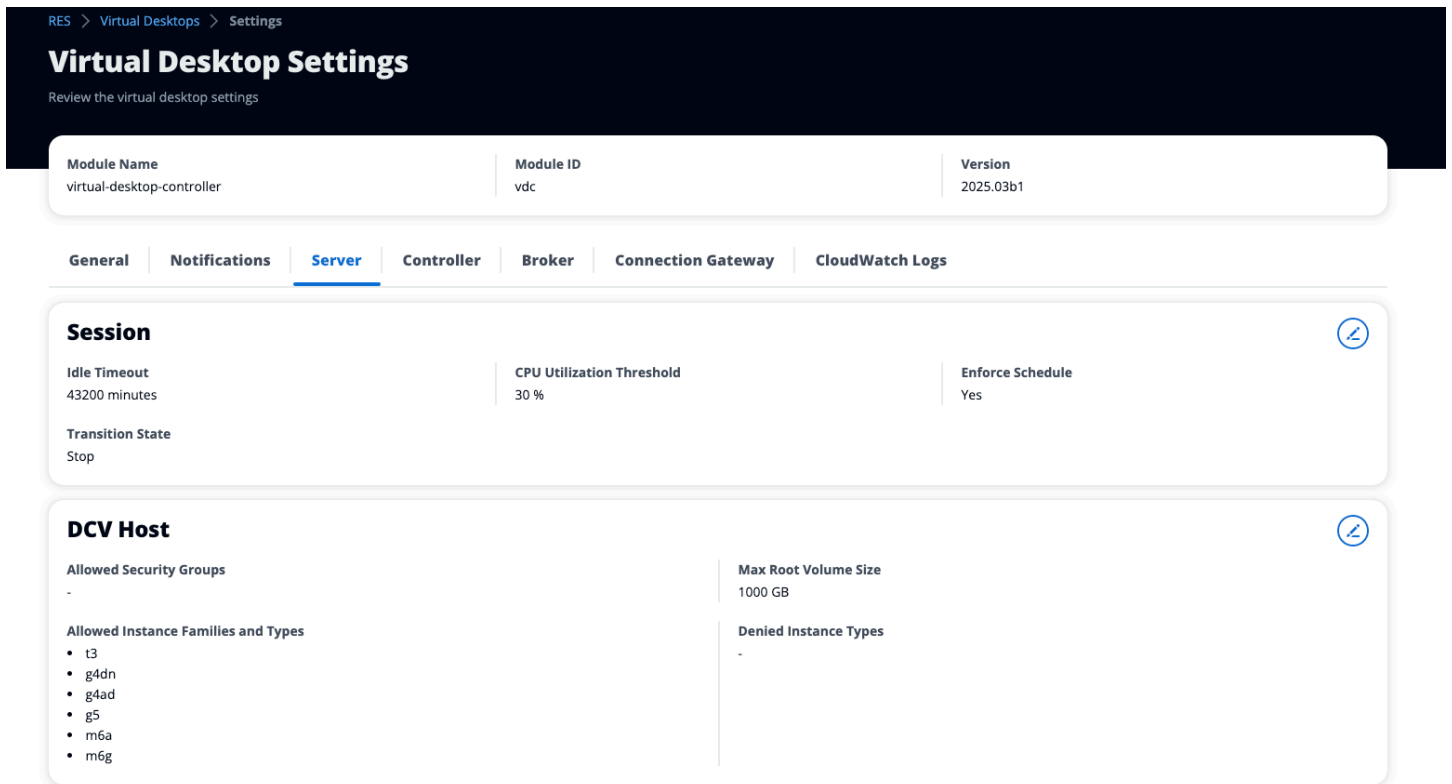 RES > Virtual Desktops > Settings
Virtual Desktop Settings
Review the virtual desktop settings
Module Name
virtual-desktop-controller
Module ID
vdc
Version
2025.03b1
General Notifications Server Controller Broker Connection Gateway CloudWatch Logs
Session
Idle Timeout
43200 minutes
CPU Utilization Threshold
30 %
Enforce Schedule
Yes
Transition State
Stop
DCV Host
Allowed Security Groups
-
Max Root Volume Size
1000 GB
Allowed Instance Families and Types
• t3
• g4dn
• g4ad
• g5
• m6a
• m6g
Denied Instance Types
-